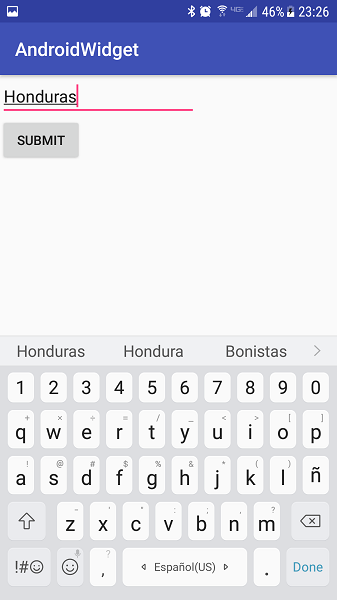 46% 23:26
AndroidWidget
Honduras
SUBMIT
Honduras Hondura Bonistas
1 2 3 4 5 6 7 8 9 0
+ × ÷ = / _ < > [ ]
q w e r t y u i o p
! @ # $ % & * ( )
a s d f g h j k l ñ
- ' " : ; , ?
z x c v b n m
!#☺ , ? Español(US) . Done